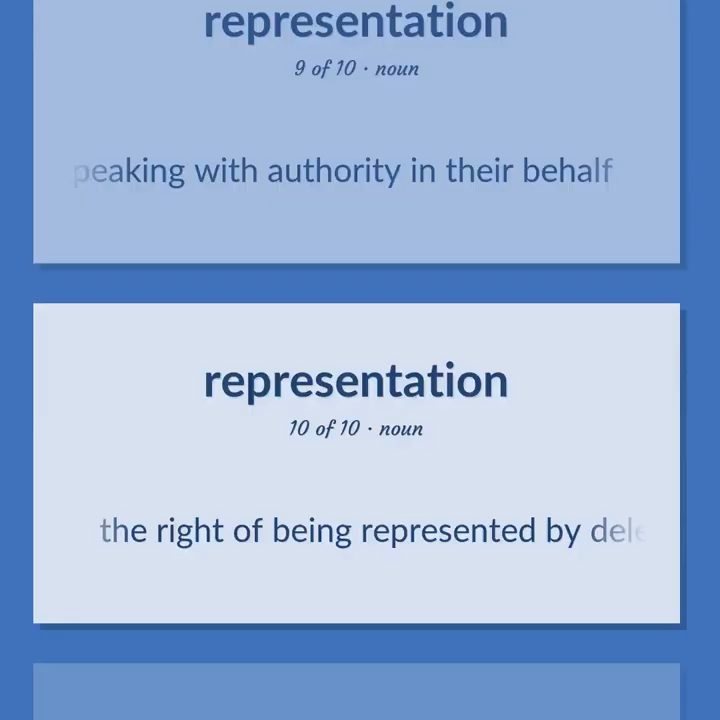 representation
9 of 10 · noun
peaking with authority in their behalf
representation
10 of 10 · noun
the right of being represented by dele